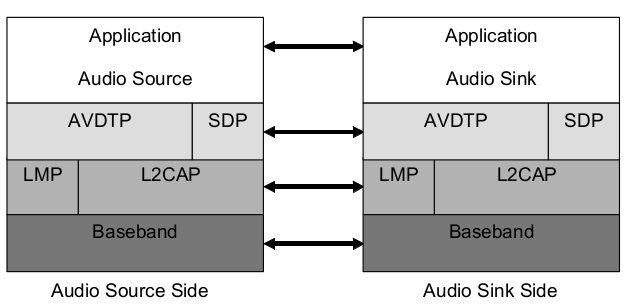 Application
Audio Source
AVDTP
SDP
LMP
L2CAP
Baseband
Audio Source Side
Application
Audio Sink
AVDTP
SDP
LMP
L2CAP
Baseband
Audio Sink Side